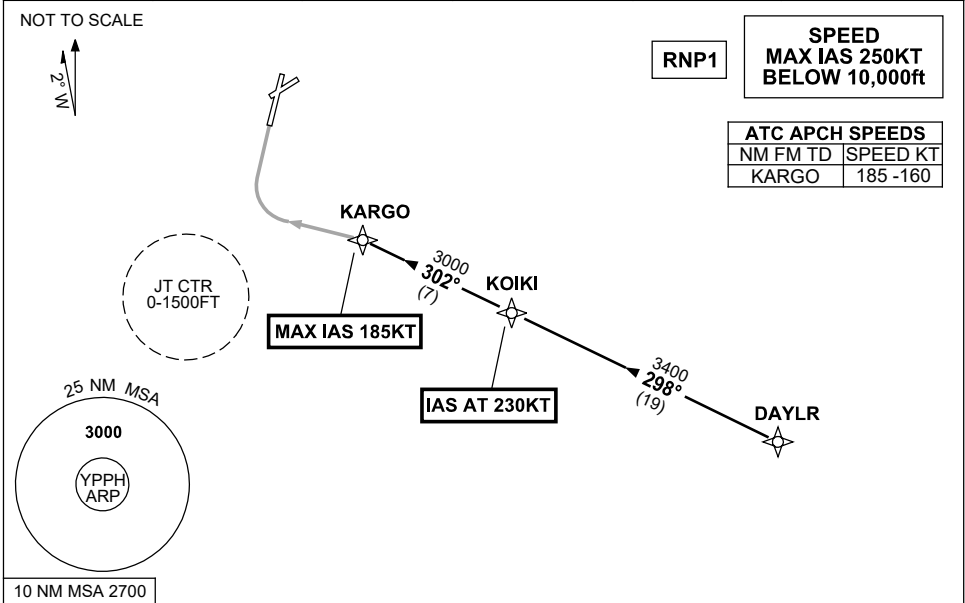 NOT TO SCALE
2° W
RNP1
SPEED
MAX IAS 250KT
BELOW 10,000ft
ATC APCH SPEEDS
NM FM TD SPEED KT
KARGO 185 -160
KARGO
3000
302°
(7)
KOIKI
JT CTR
0-1500FT
MAX IAS 185KT
IAS AT 230KT
3400
298°
(19)
DAYLR
25 NM MSA
3000
YPPH
ARP
10 NM MSA 2700